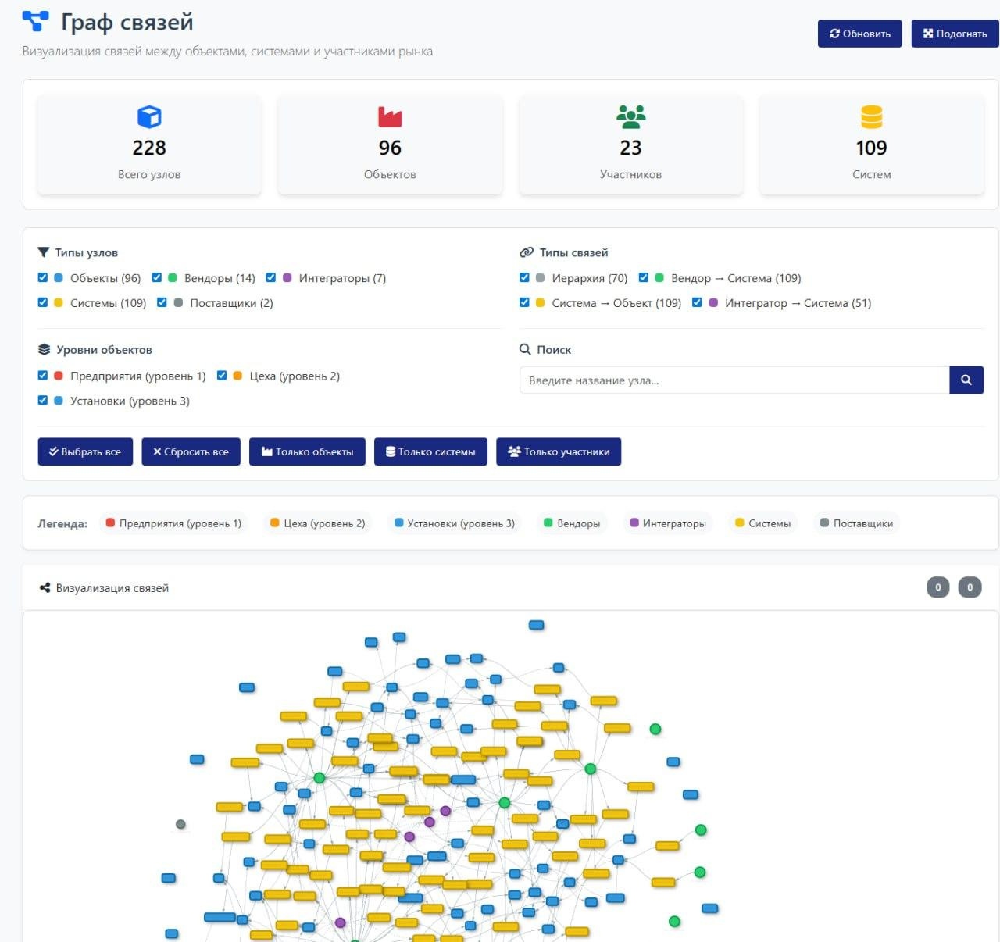 Граф связей
Визуализация связей между объектами, системами и участниками рынка
Обновить
Подогнать
228
Всего узлов
96
Объектов
23
Участников
109
Систем
Типы узлов
Объекты (96) Вендоры (14) Интеграторы (7)
Системы (109) Поставщики (2)
Типы связей
Иерархия (70) Вендор → Система (109)
Система → Объект (109) Интегратор → Система (51)
Уровни объектов
Предприятия (уровень 1) Цеха (уровень 2)
Установки (уровень 3)
Поиск
Введите название узла...
Выбрать все
Сбросить все
Только объекты
Только системы
Только участники
Легенда: Предприятия (уровень 1) Цеха (уровень 2) Установки (уровень 3) Вендоры Интеграторы Системы Поставщики
Визуализация связей
0 0